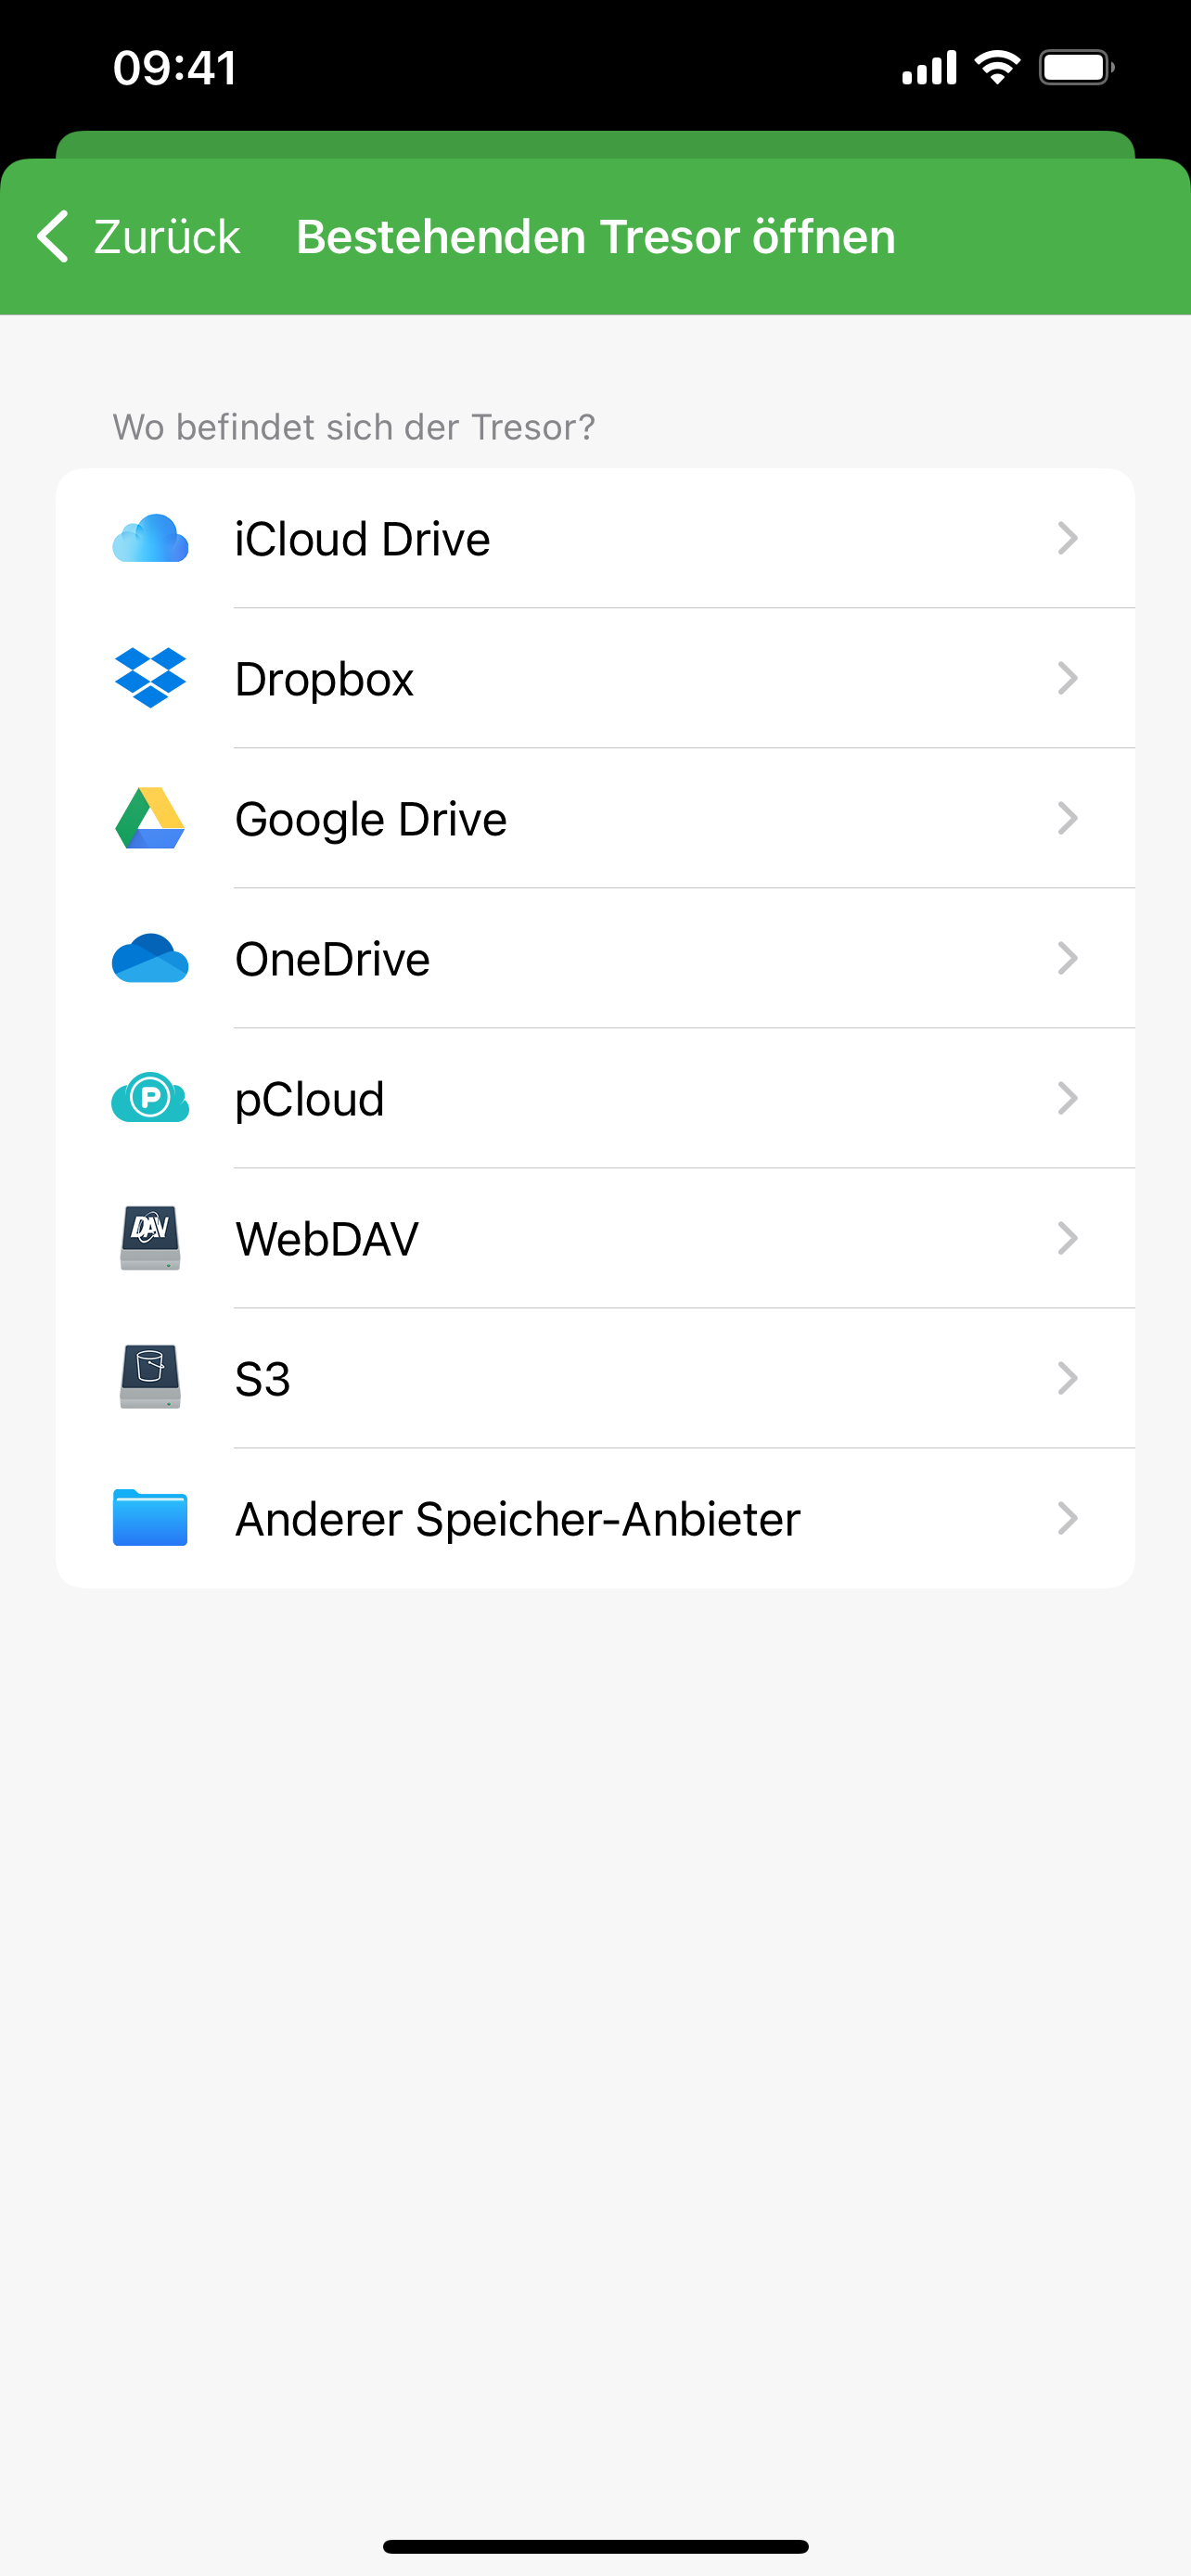 09:41
Zurück
Bestehenden Tresor öffnen
Wo befindet sich der Tresor?
iCloud Drive
Dropbox
Google Drive
OneDrive
P
pCloud
DAV
WebDAV
S3
Anderer Speicher-Anbieter